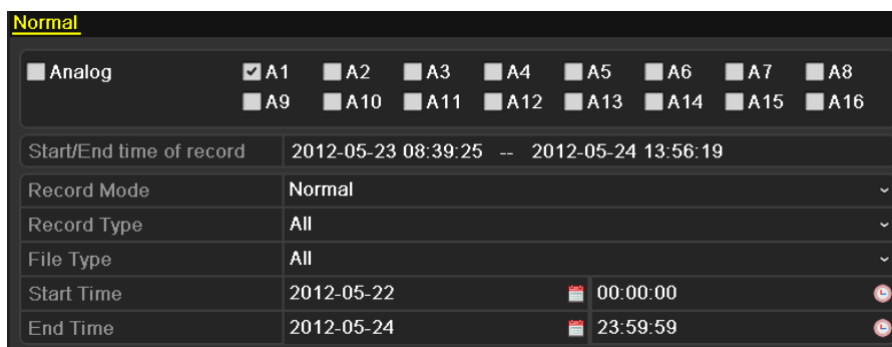 Normal
Analog A1 A2 A3 A4 A5 A6 A7 A8
A9 A10 A11 A12 A13 A14 A15 A16
Start/End time of record 2012-05-23 08:39:25 -- 2012-05-24 13:56:19
Record Mode Normal
Record Type All
File Type All
Start Time 2012-05-22 00:00:00
End Time 2012-05-24 23:59:59